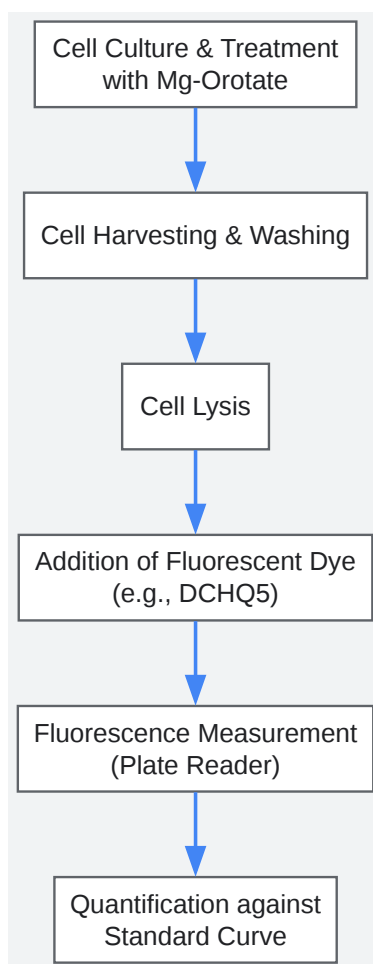 Cell Culture & Treatment
with Mg-Orotate
Cell Harvesting & Washing
Cell Lysis
Addition of Fluorescent Dye
(e.g., DCHQ5)
Fluorescence Measurement
(Plate Reader)
Quantification against
Standard Curve